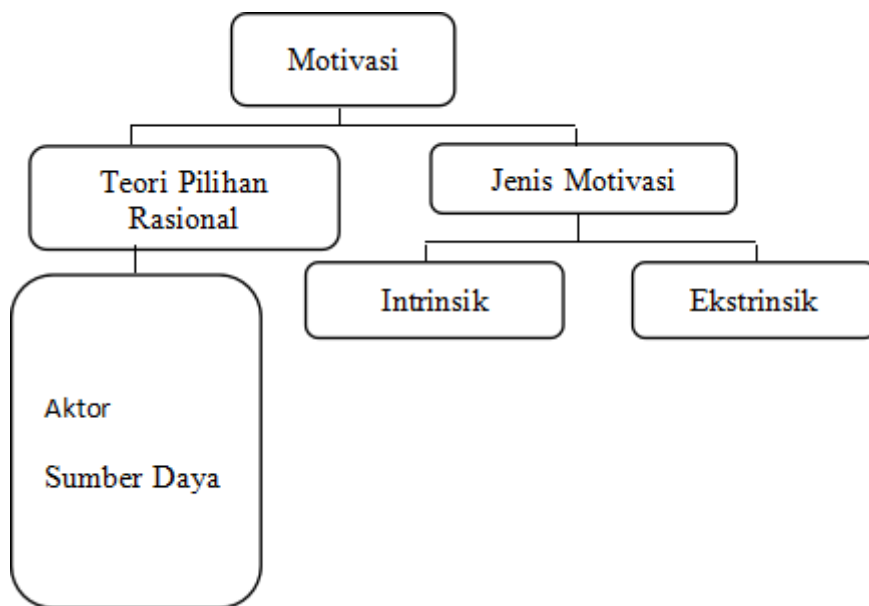 Motivasi
Teori Pilihan
Rasional
Jenis Motivasi
Intrinsik
Ekstrinsik
Aktor
Sumber Daya